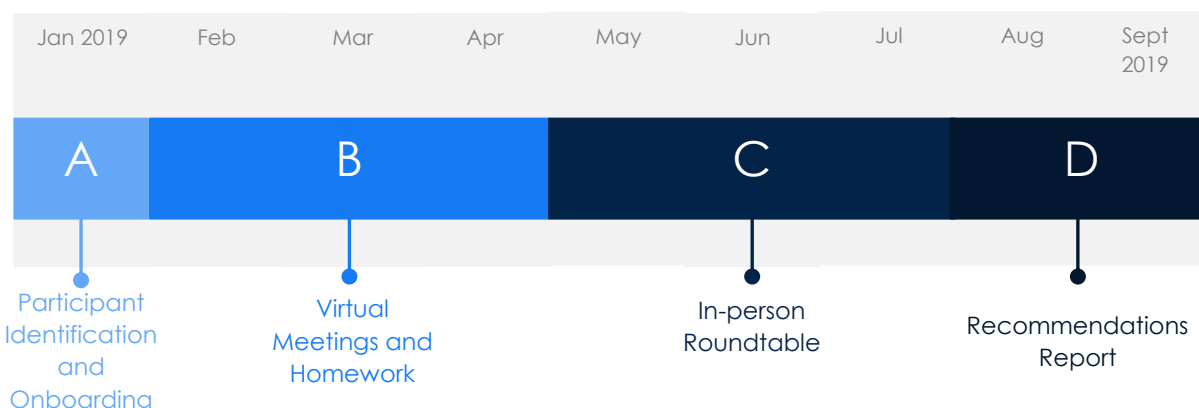 Jan 2019 Feb Mar Apr May Jun Jul Aug Sept
2019
A B C D
Participant
Identification
and
Onboarding
Virtual
Meetings and
Homework
In-person
Roundtable
Recommendations
Report